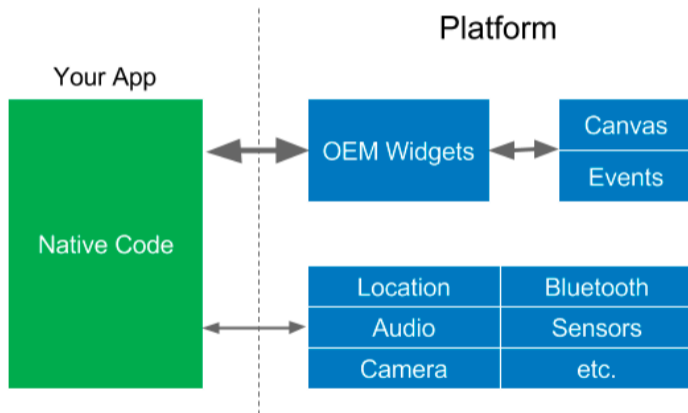 Platform
Your App
Native Code
OEM Widgets
Canvas
Events
Location
Bluetooth
Audio
Sensors
Camera
etc.